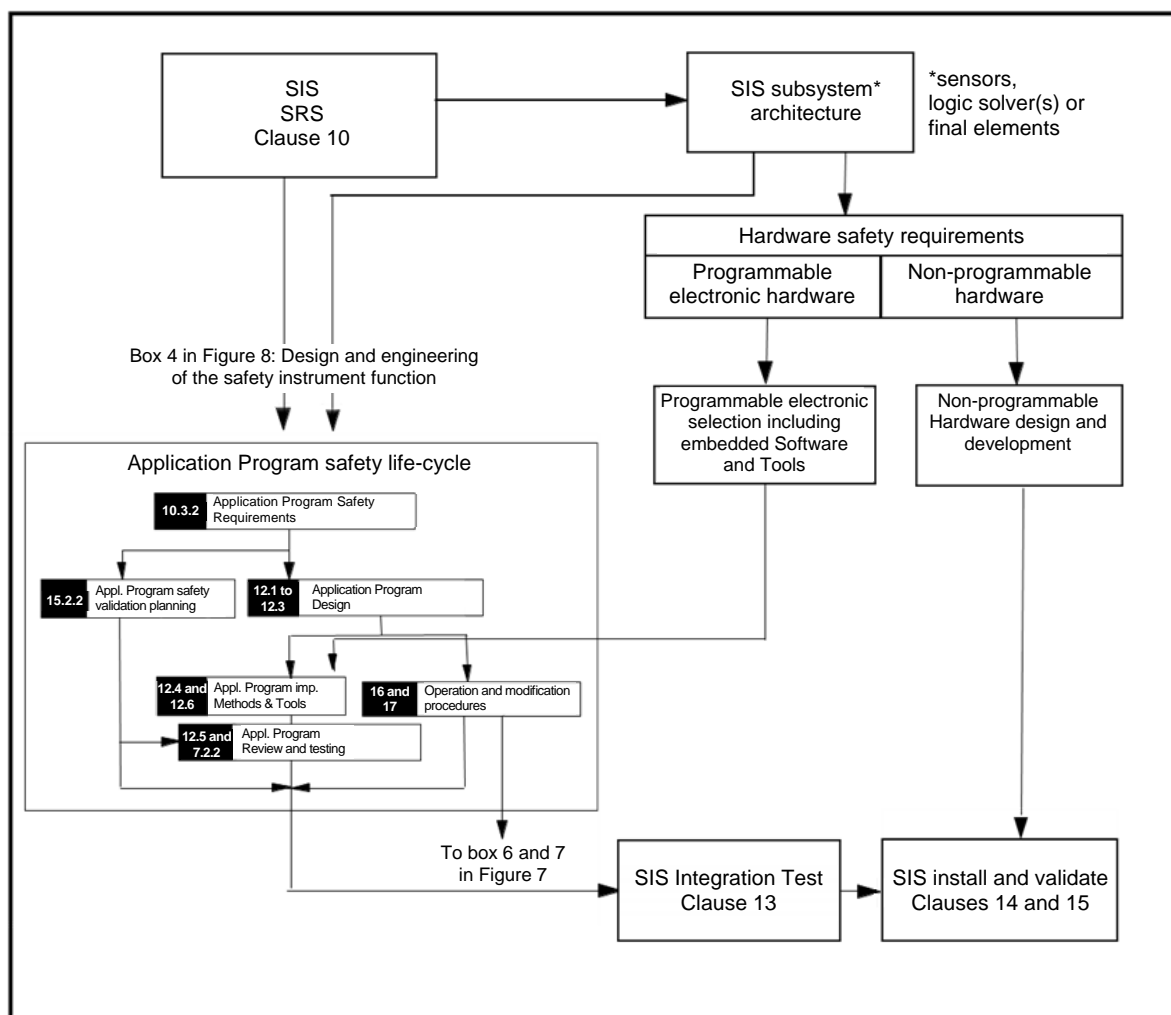 SIS
SRS
Clause 10
SIS subsystem*
architecture
*sensors,
logic solver(s) or
final elements
Hardware safety requirements
Programmable
electronic hardware
Non-programmable
hardware
Box 4 in Figure 8: Design and engineering
of the safety instrument function
Programmable electronic
selection including
embedded Software
and Tools
Non-programmable
Hardware design and
development
Application Program safety life-cycle
10.3.2
Application Program Safety
Requirements
15.2.2
Appl. Program safety
validation planning
12.1 to
12.3
Application Program
Design
12.4 and
12.6
Appl. Program imp.
Methods & Tools
16 and
17
Operation and modification
procedures
12.5 and
7.2.2
Appl. Program
Review and testing
To box 6 and 7
in Figure 7
SIS Integration Test
Clause 13
SIS install and validate
Clauses 14 and 15